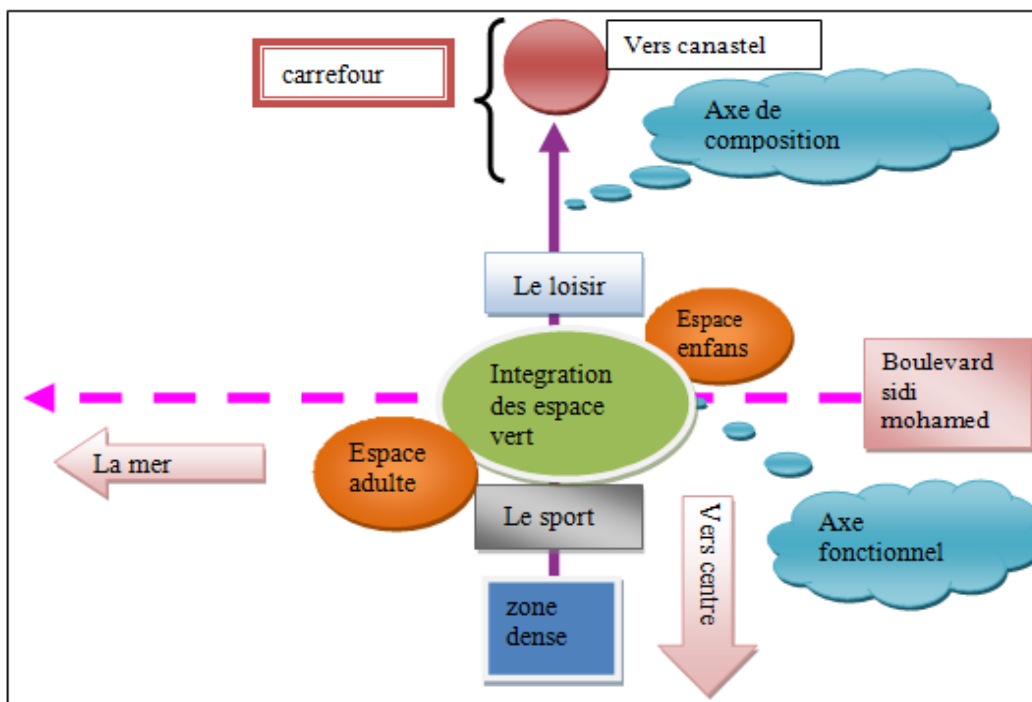 Vers canastel
carrefour
Axe de
composition
Le loisir
Espace
enfans
Boulevard
sidi
mohamed
Integration
des espace
vert
La mer
Espace
adulte
Le sport
Vers centre
Axe
fonctionnel
zone
dense